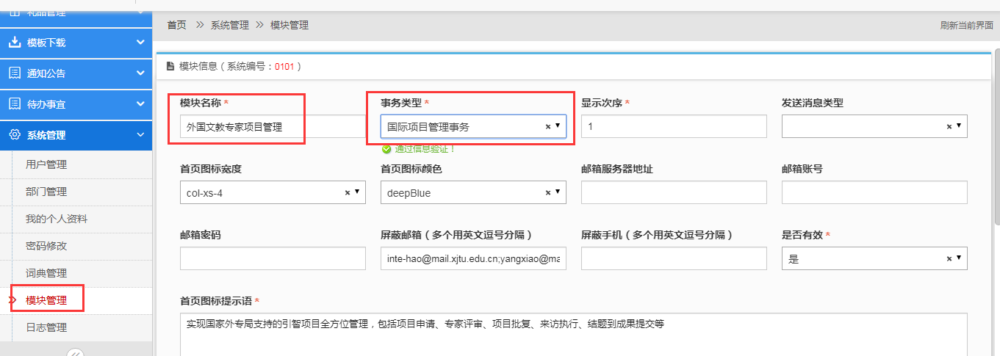 礼品管理
模板下载
通知公告
待办事宜
系统管理
用户管理
部门管理
我的个人资料
密码修改
词典管理
模块管理
日志管理
首页 系统管理 模块管理
刷新当前界面
模块信息（系统编号：0101）
模块名称 *
外国文教专家项目管理
事务类型 *
国际项目管理事务
通过信息验证！
显示次序 *
1
发送消息类型
首页图标宽度
col-xs-4
首页图标颜色
deepBlue
邮箱服务器地址
邮箱账号
邮箱密码
屏蔽邮箱（多个用英文逗号分隔）
inte-hao@mail.xjtu.edu.cn;yangxiao@ma
屏蔽手机（多个用英文逗号分隔）
是否有效 *
是
首页图标提示语 *
实现国家外专局支持的引智项目全方位管理，包括项目申请、专家评审、项目批复、来访执行、结题到成果提交等